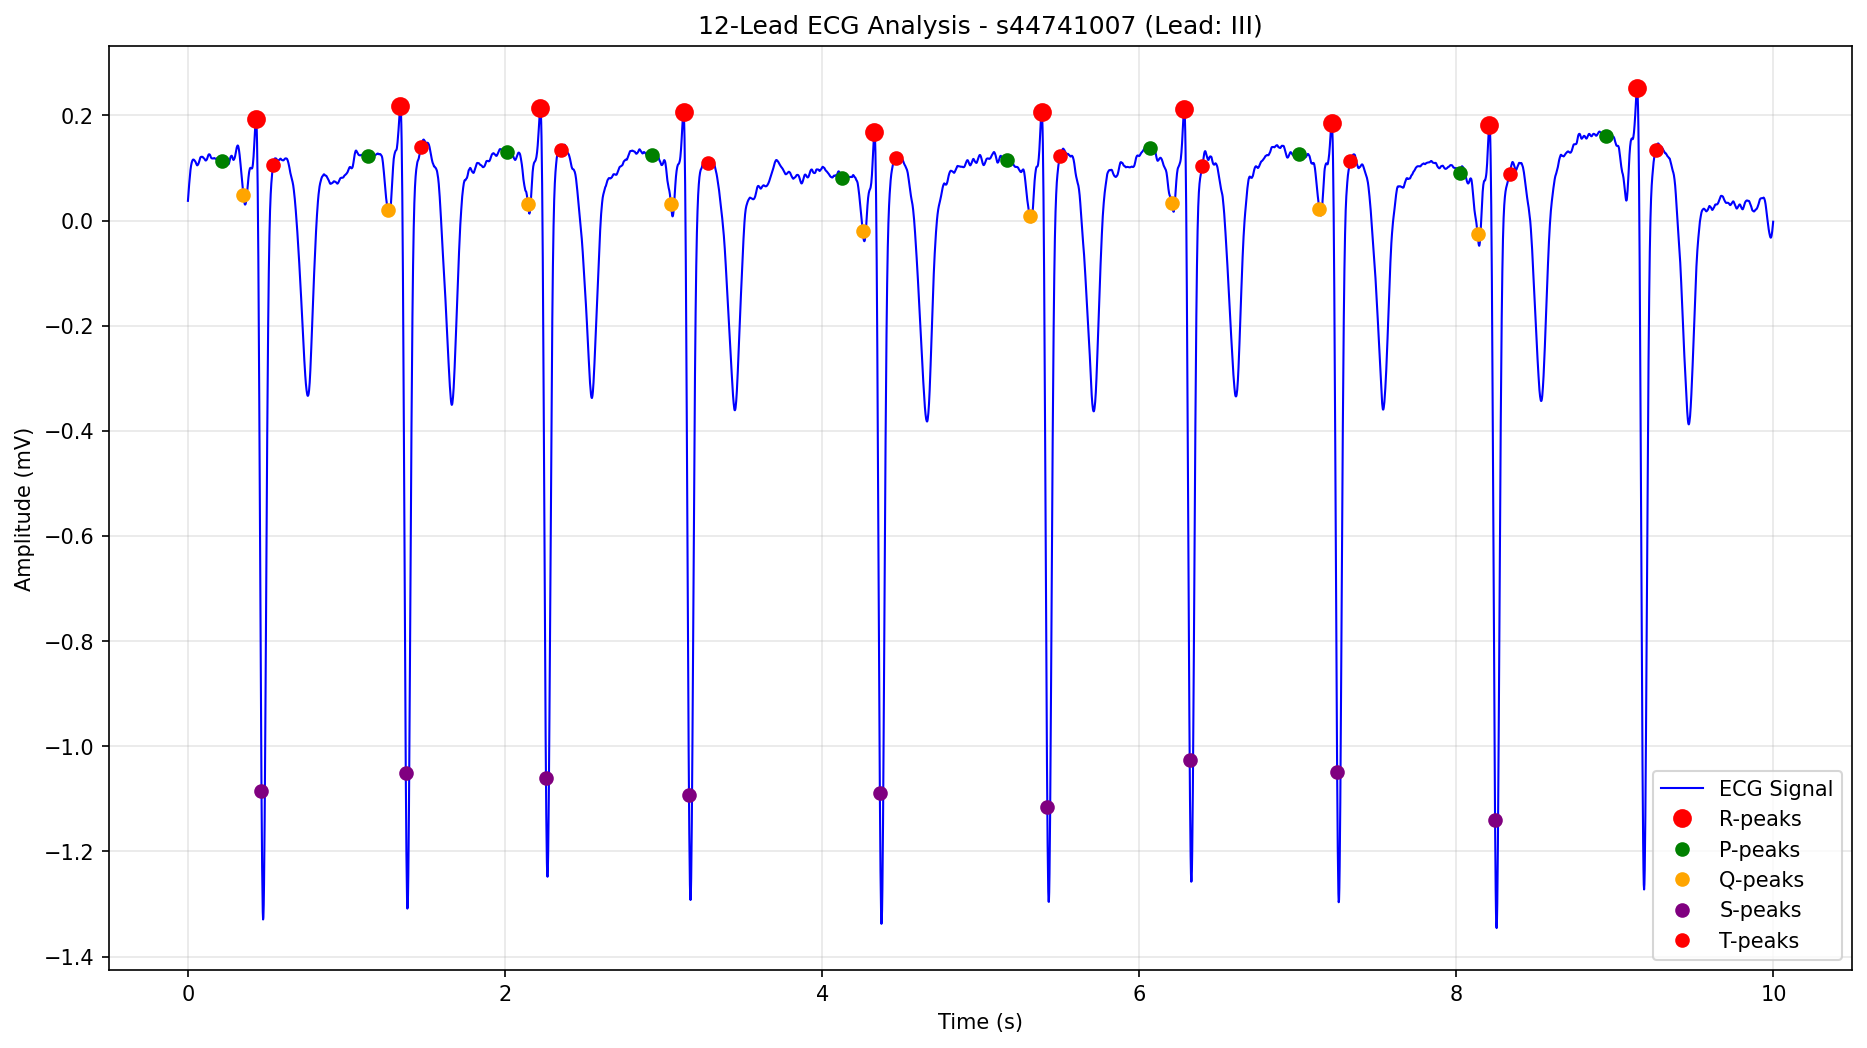 12-Lead ECG Analysis - s44741007 (Lead: III)
Amplitude (mV)
0.2
0.0
−0.2
−0.4
−0.6
−0.8
−1.0
−1.2
−1.4
ECG Signal
R-peaks
P-peaks
Q-peaks
S-peaks
T-peaks
0 2 4 6 8 10
Time (s)